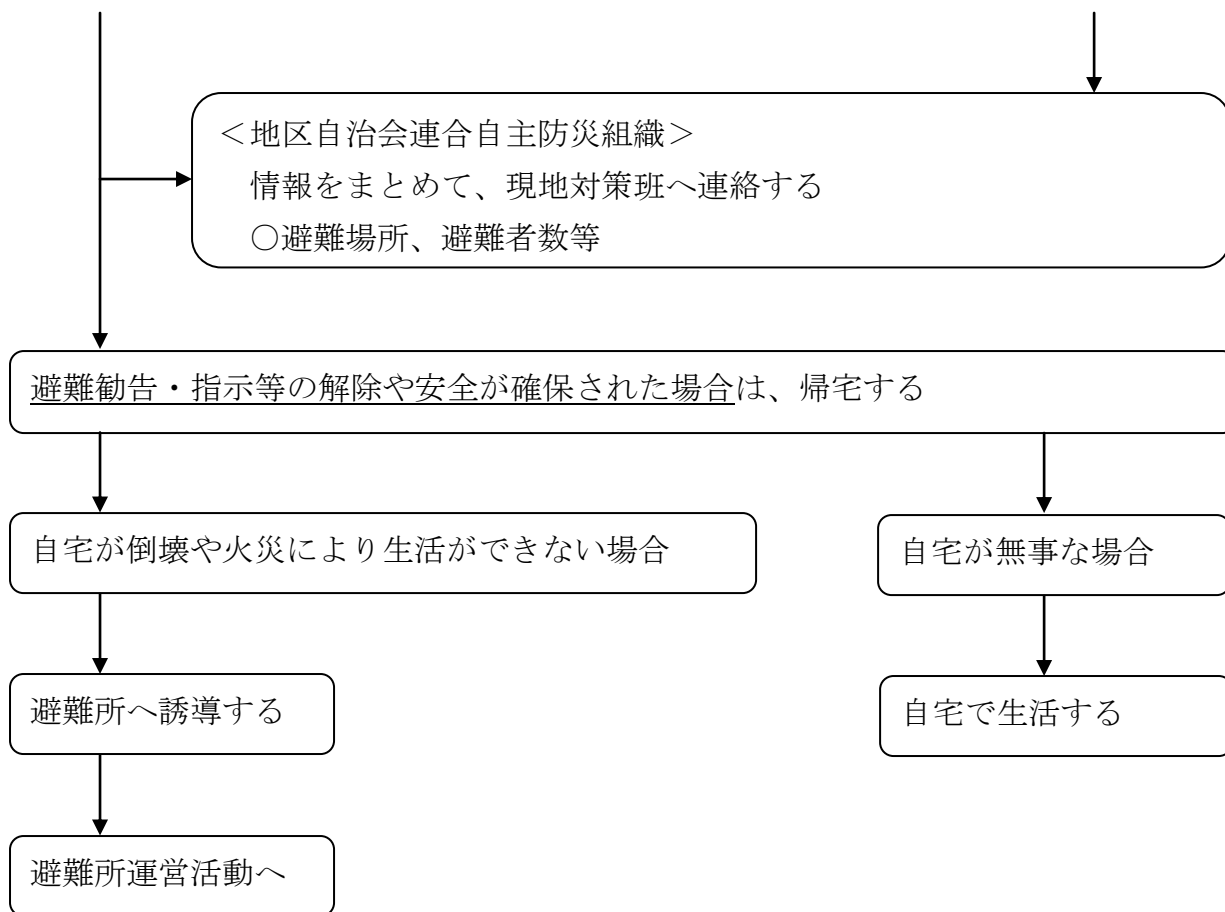 ＜地区自治会連合自主防災組織＞
情報をまとめて、現地対策班へ連絡する
○避難場所、避難者数等
避難勧告・指示等の解除や安全が確保された場合は、帰宅する
自宅が倒壊や火災により生活ができない場合
自宅が無事な場合
避難所へ誘導する
自宅で生活する
避難所運営活動へ